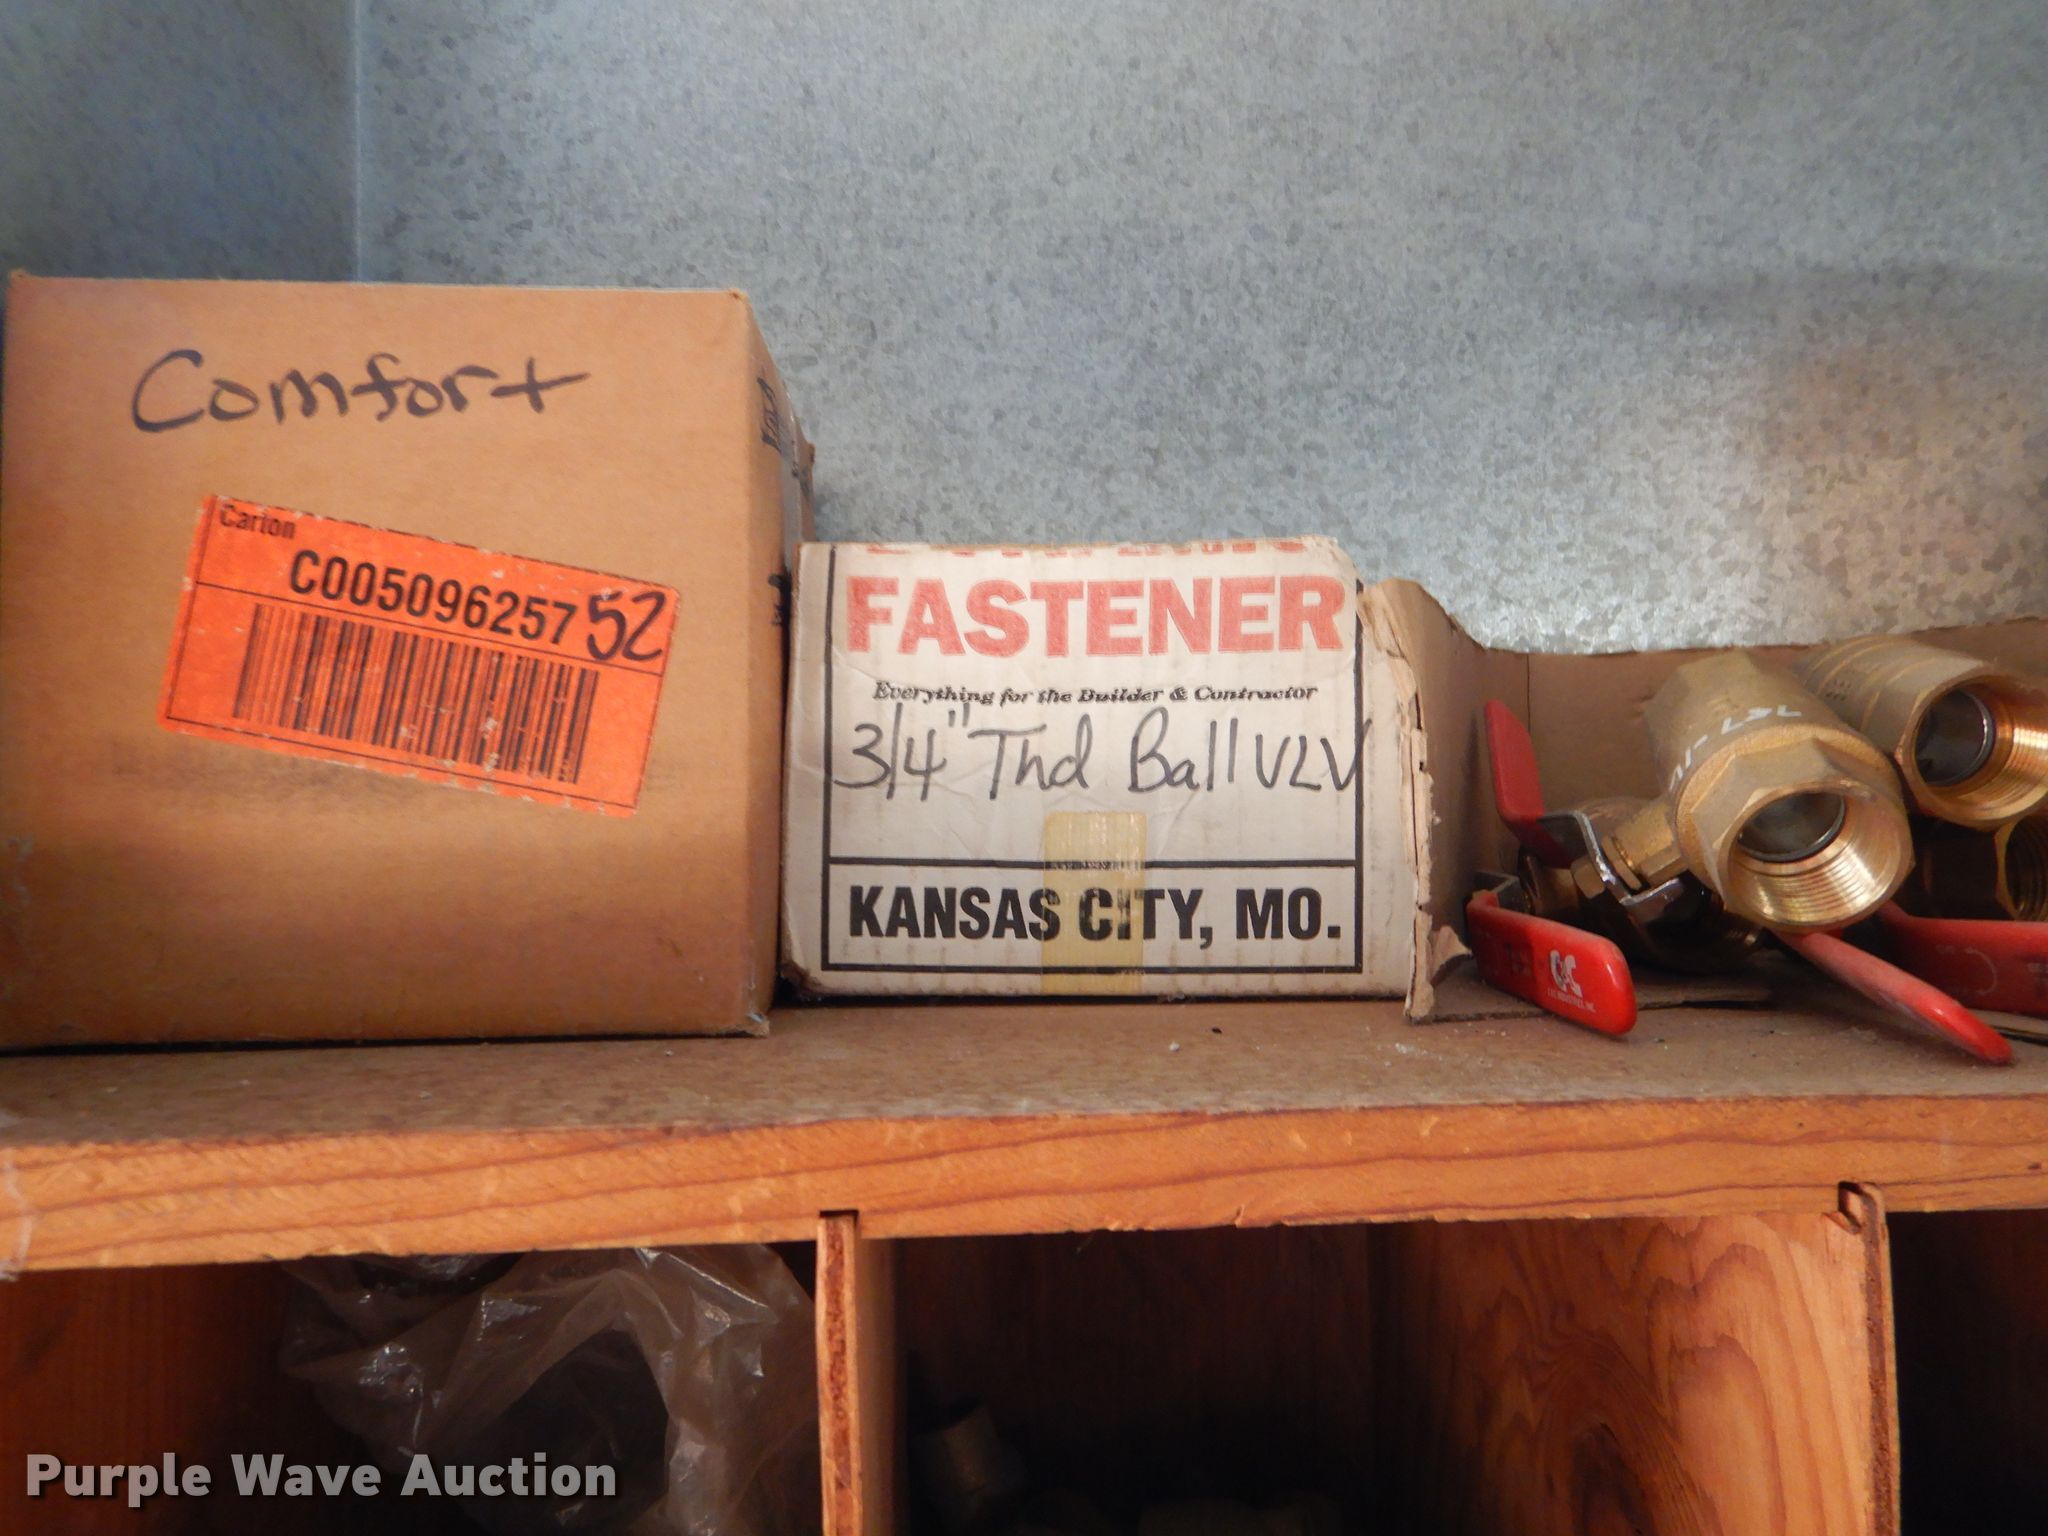 Comfort
Carton
C005096257 52
FASTENER
Everything for the Builder & Contractor
3/4" Thd Ball VLV
KANSAS CITY, MO.
Purple Wave Auction